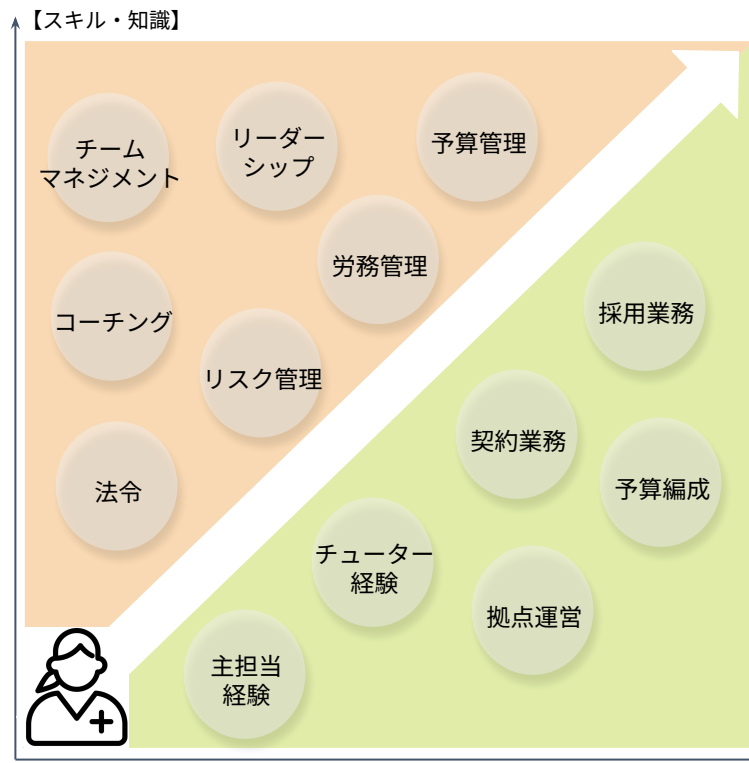 【スキル・知識】
チーム
マネジメント
リーダー
シップ
予算管理
労務管理
コーチング
リスク管理
法令
採用業務
契約業務
予算編成
チューター
経験
拠点運営
主担当
経験